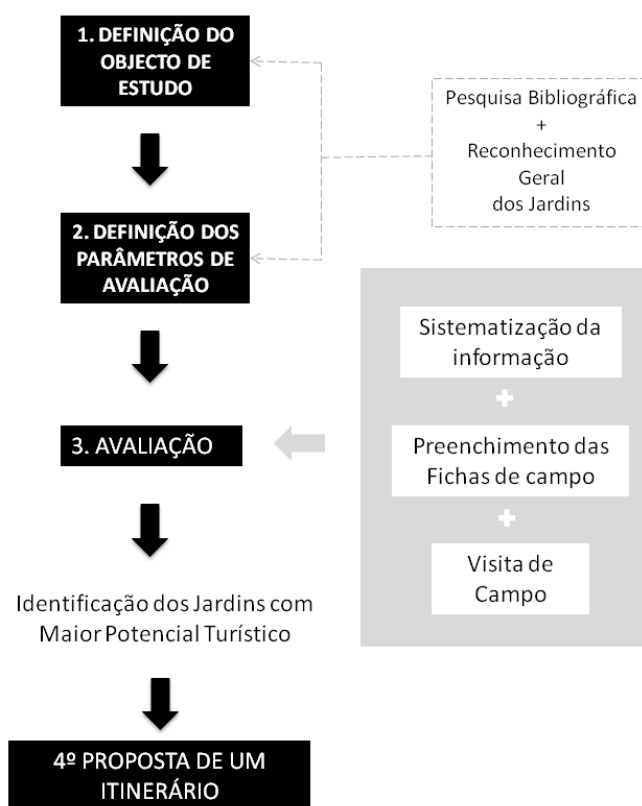 1. DEFINIÇÃO DO
OBJECTO DE
ESTUDO
Pesquisa Bibliográfica
+
Reconhecimento
Geral
dos Jardins
2. DEFINIÇÃO DOS
PARÂMETROS DE
AVALIAÇÃO
Sistematização da
informação
+
3. AVALIAÇÃO
Preenchimento das
Fichas de campo
+
Visita de
Campo
Identificação dos Jardins com
Maior Potencial Turístico
4º PROPOSTA DE UM
ITINERÁRIO